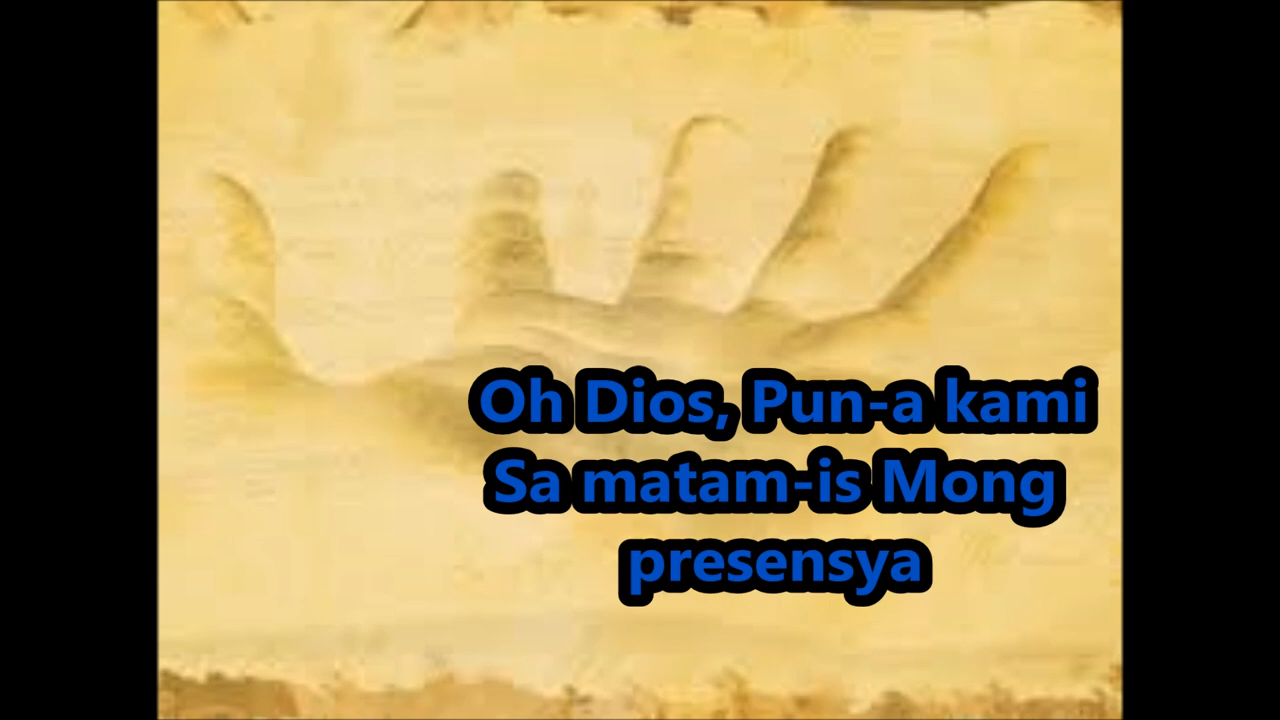 Oh Dios, Pun-a kami
Sa matam-is Mong
presensya